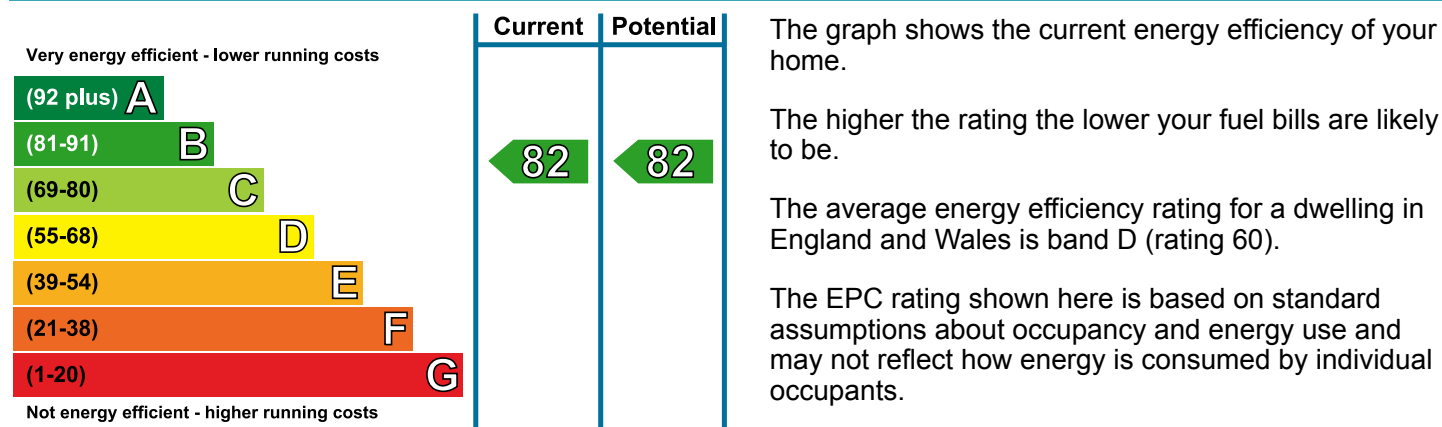 Current Potential
Very energy efficient - lower running costs
(92 plus) A
(81-91) B
(69-80) C
(55-68) D
(39-54) E
(21-38) F
(1-20) G
Not energy efficient - higher running costs
82 82
The graph shows the current energy efficiency of your
home.
The higher the rating the lower your fuel bills are likely
to be.
The average energy efficiency rating for a dwelling in
England and Wales is band D (rating 60).
The EPC rating shown here is based on standard
assumptions about occupancy and energy use and
may not reflect how energy is consumed by individual
occupants.